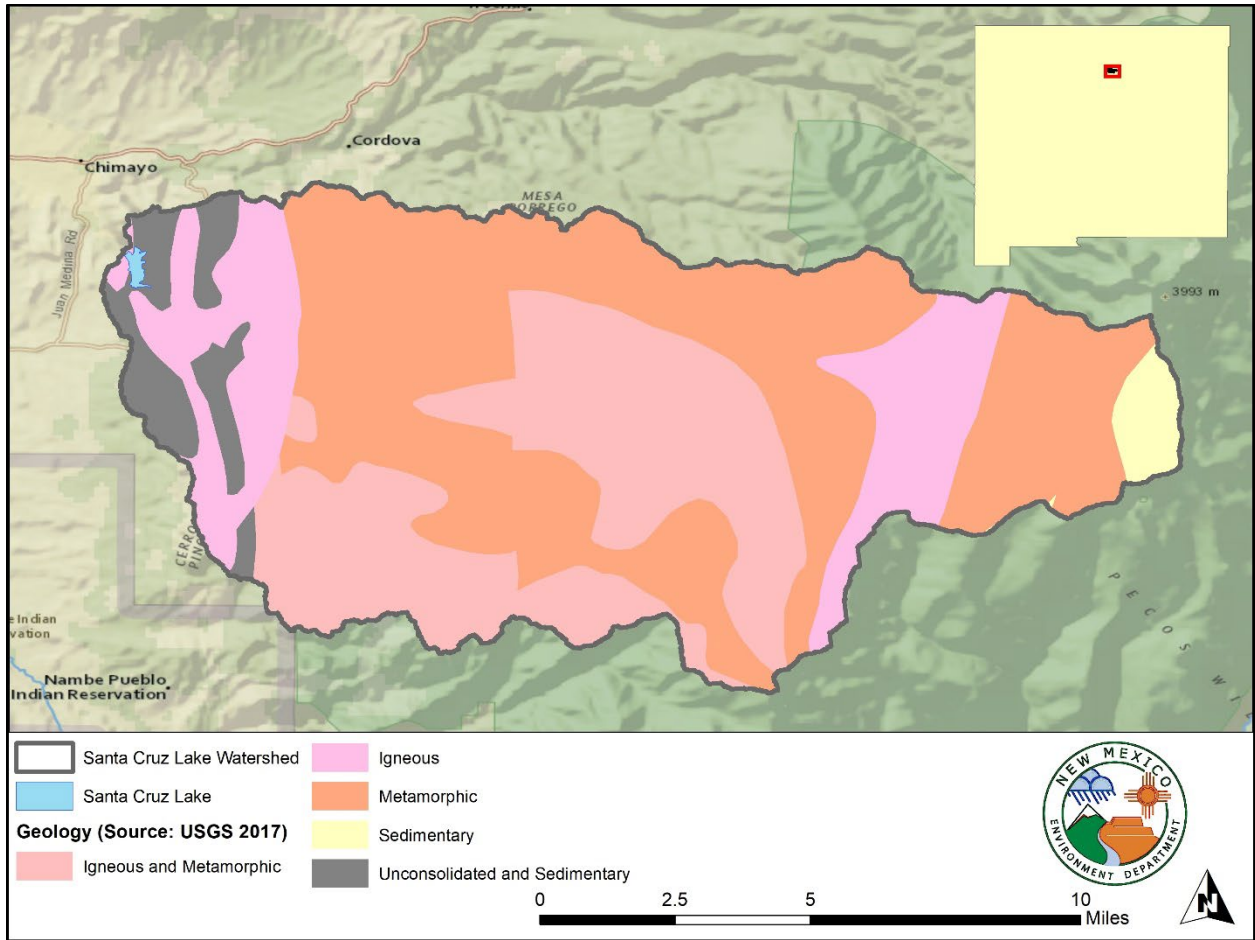 Cordova
Chimayo
MESA
BORREGO
Juan Medina Rd
3993 m
CERRO
PINO
e Indian
vation
Nambe Pueblo
Indian Reservation
PECOS WIL
Santa Cruz Lake Watershed
Santa Cruz Lake
Geology (Source: USGS 2017)
Igneous and Metamorphic
Igneous
Metamorphic
Sedimentary
Unconsolidated and Sedimentary
NEW MEXICO
ENVIRONMENT DEPARTMENT
0 2.5 5 10
Miles
N